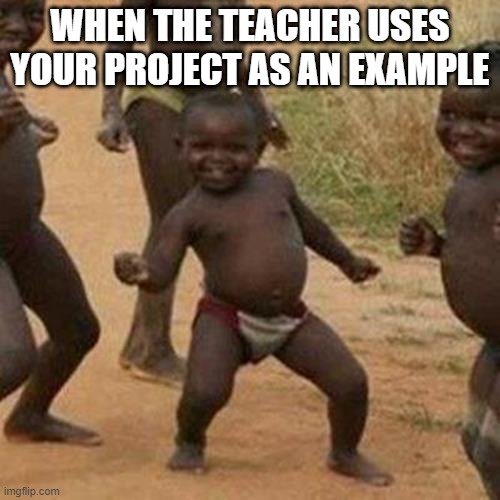 WHEN THE TEACHER USES
YOUR PROJECT AS AN EXAMPLE
imgflip.com